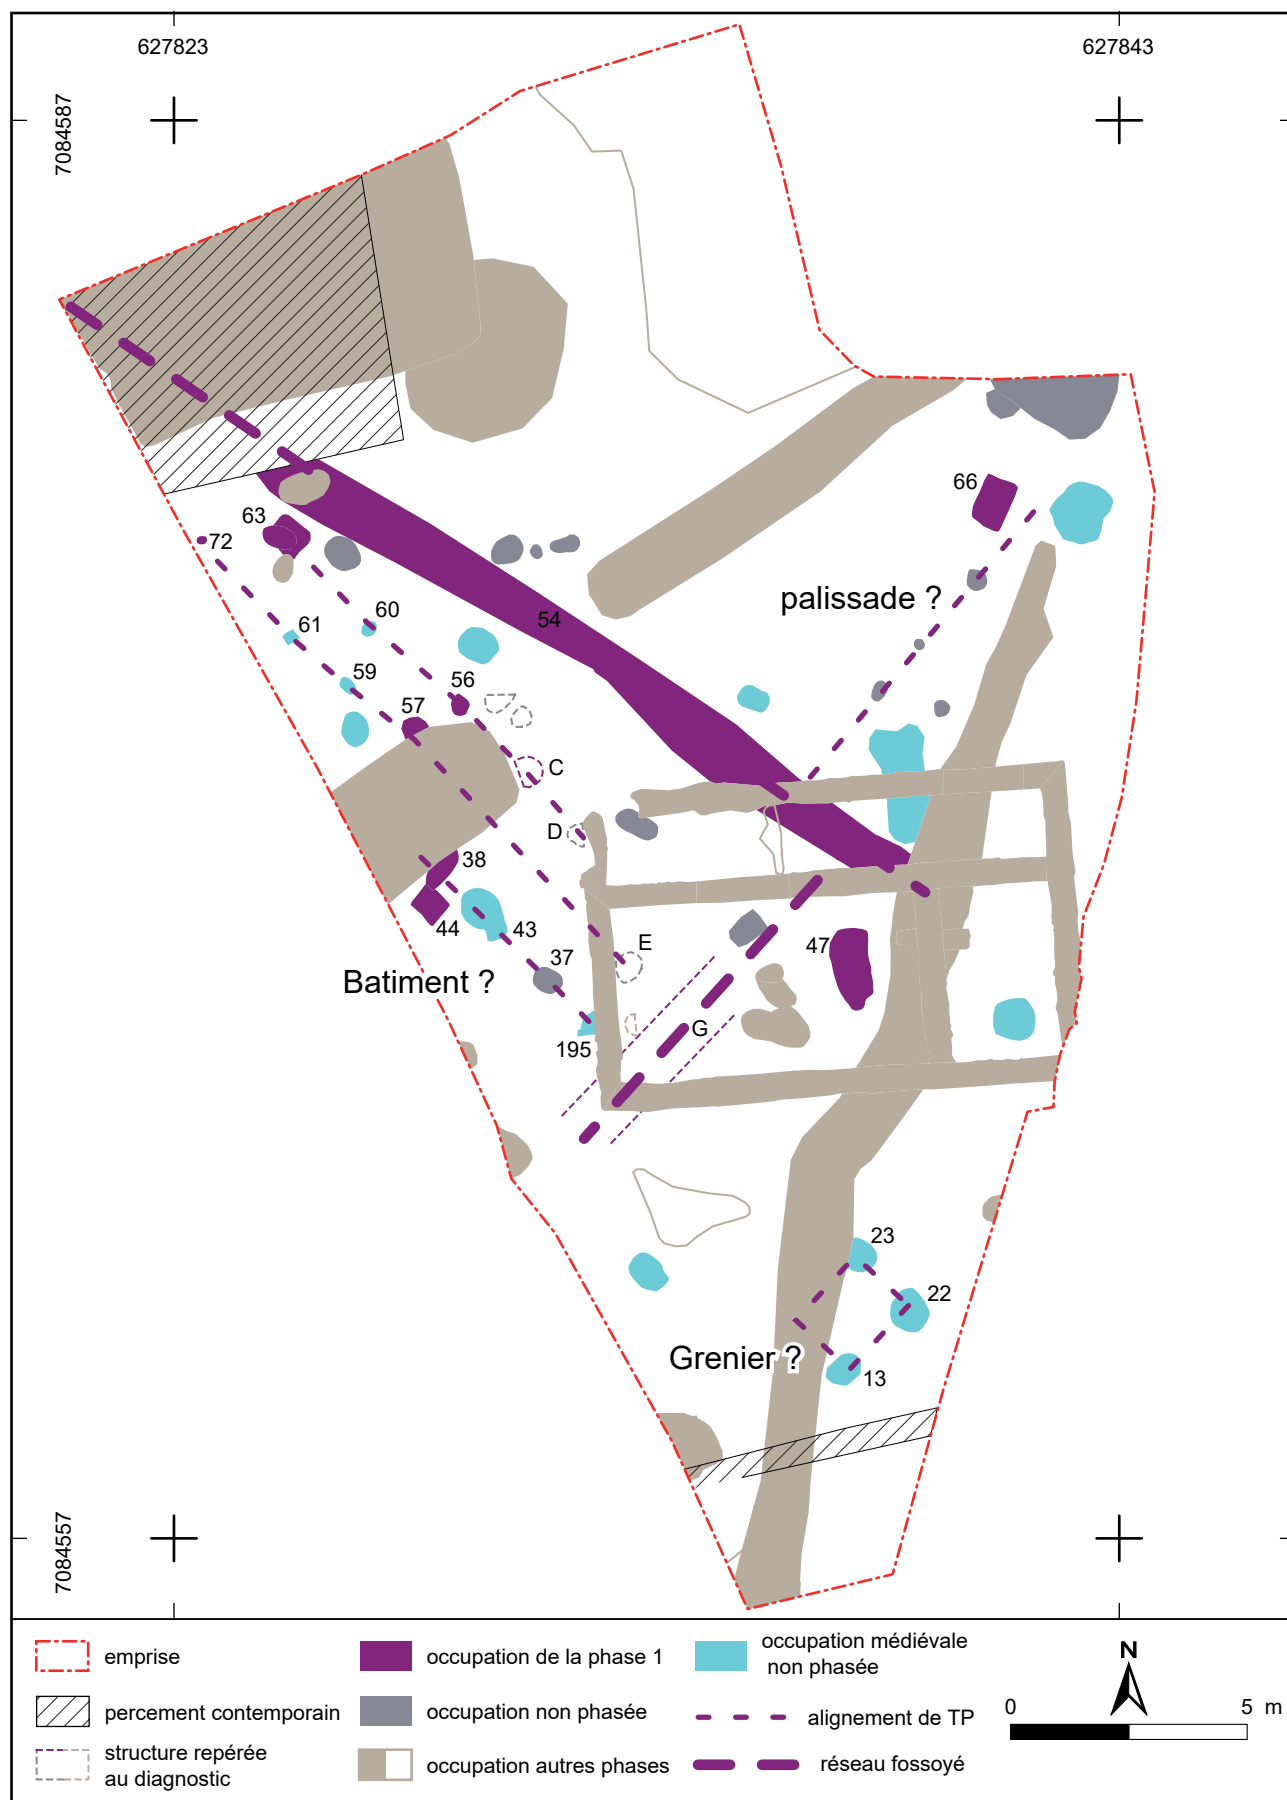 627823
627843
7084587
66
63
72
palissade ?
60
54
61
59
56
57
C
D
38
44
43
47
37
E
Batiment ?
G
195
23
22
Grenier ?
13
7084557
emprise
occupation de la phase 1
occupation médiévale
non phasée
N
percement contemporain
occupation non phasée
alignement de TP
0
5 m
structure repérée
au diagnostic
occupation autres phases
réseau fossoyé